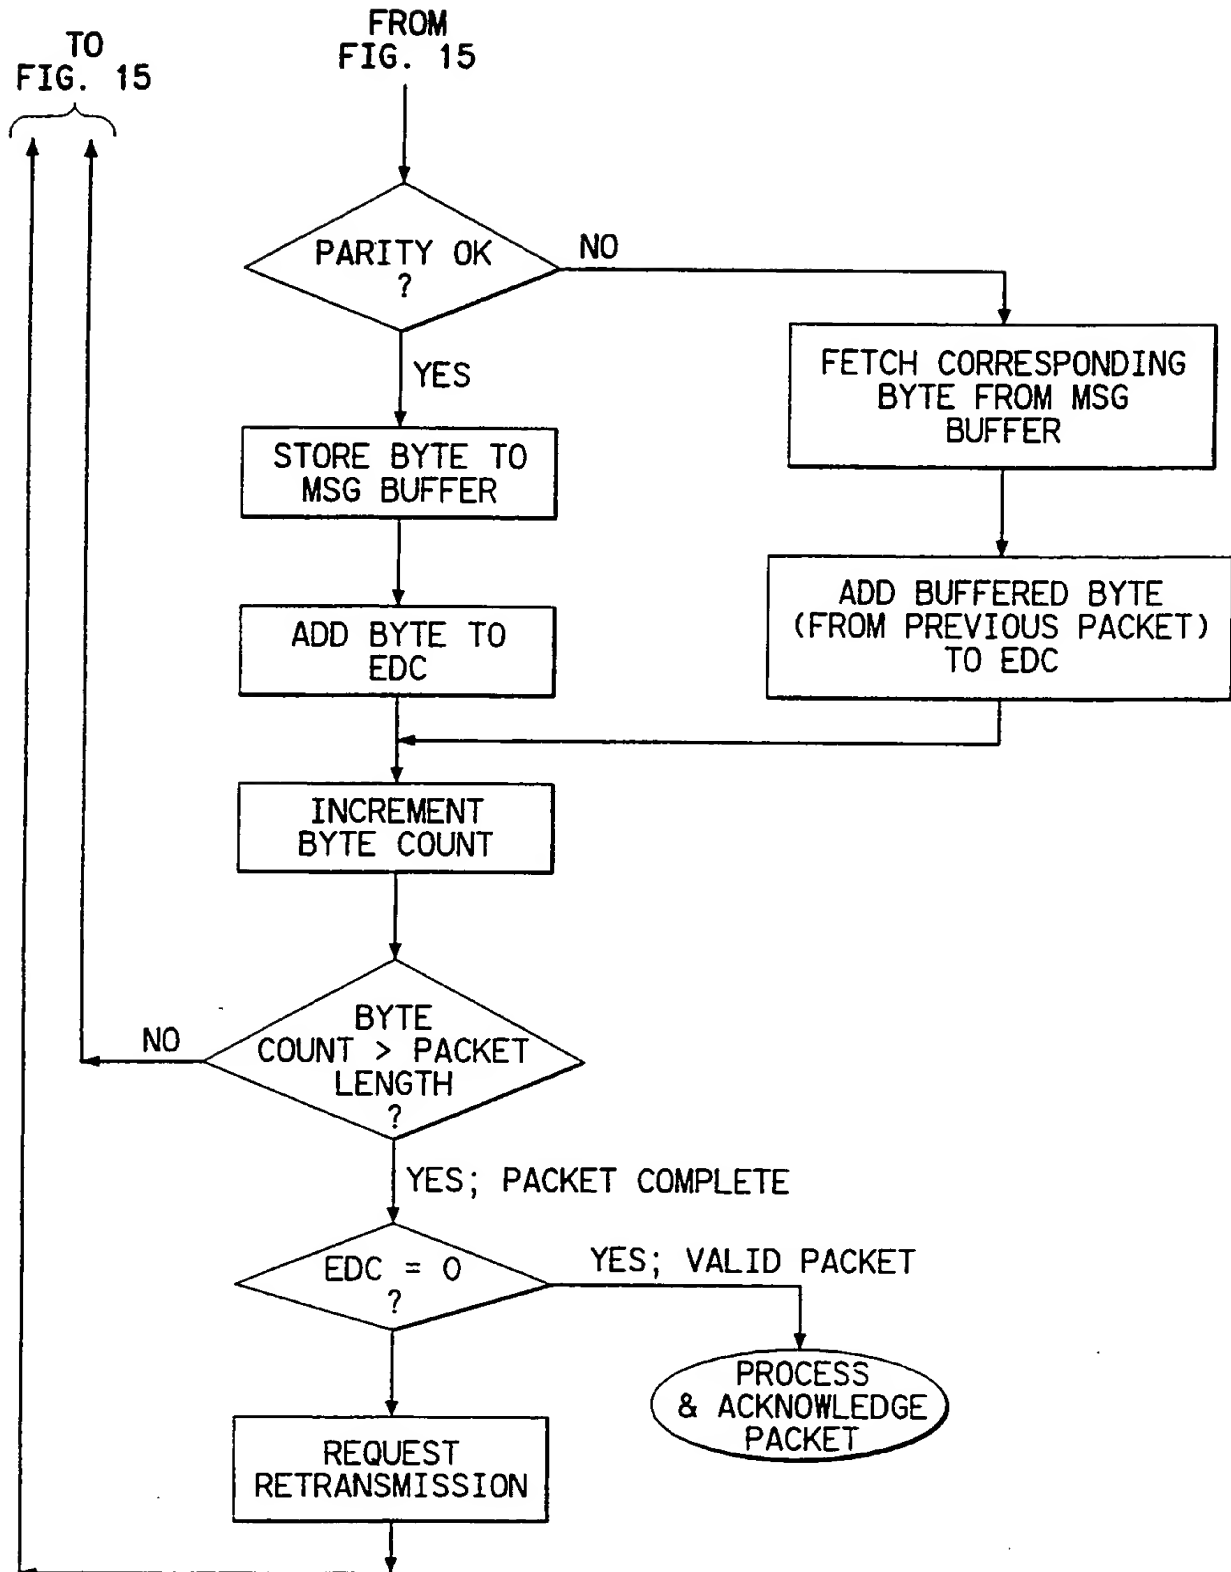 TO
FIG. 15
FROM
FIG. 15
PARITY OK
?
NO
YES
FETCH CORRESPONDING
BYTE FROM MSG
BUFFER
STORE BYTE TO
MSG BUFFER
ADD BUFFERED BYTE
(FROM PREVIOUS PACKET)
TO EDC
ADD BYTE TO
EDC
INCREMENT
BYTE COUNT
BYTE
COUNT > PACKET
LENGTH
?
NO
YES; PACKET COMPLETE
EDC = 0
?
YES; VALID PACKET
PROCESS
& ACKNOWLEDGE
PACKET
REQUEST
RETRANSMISSION